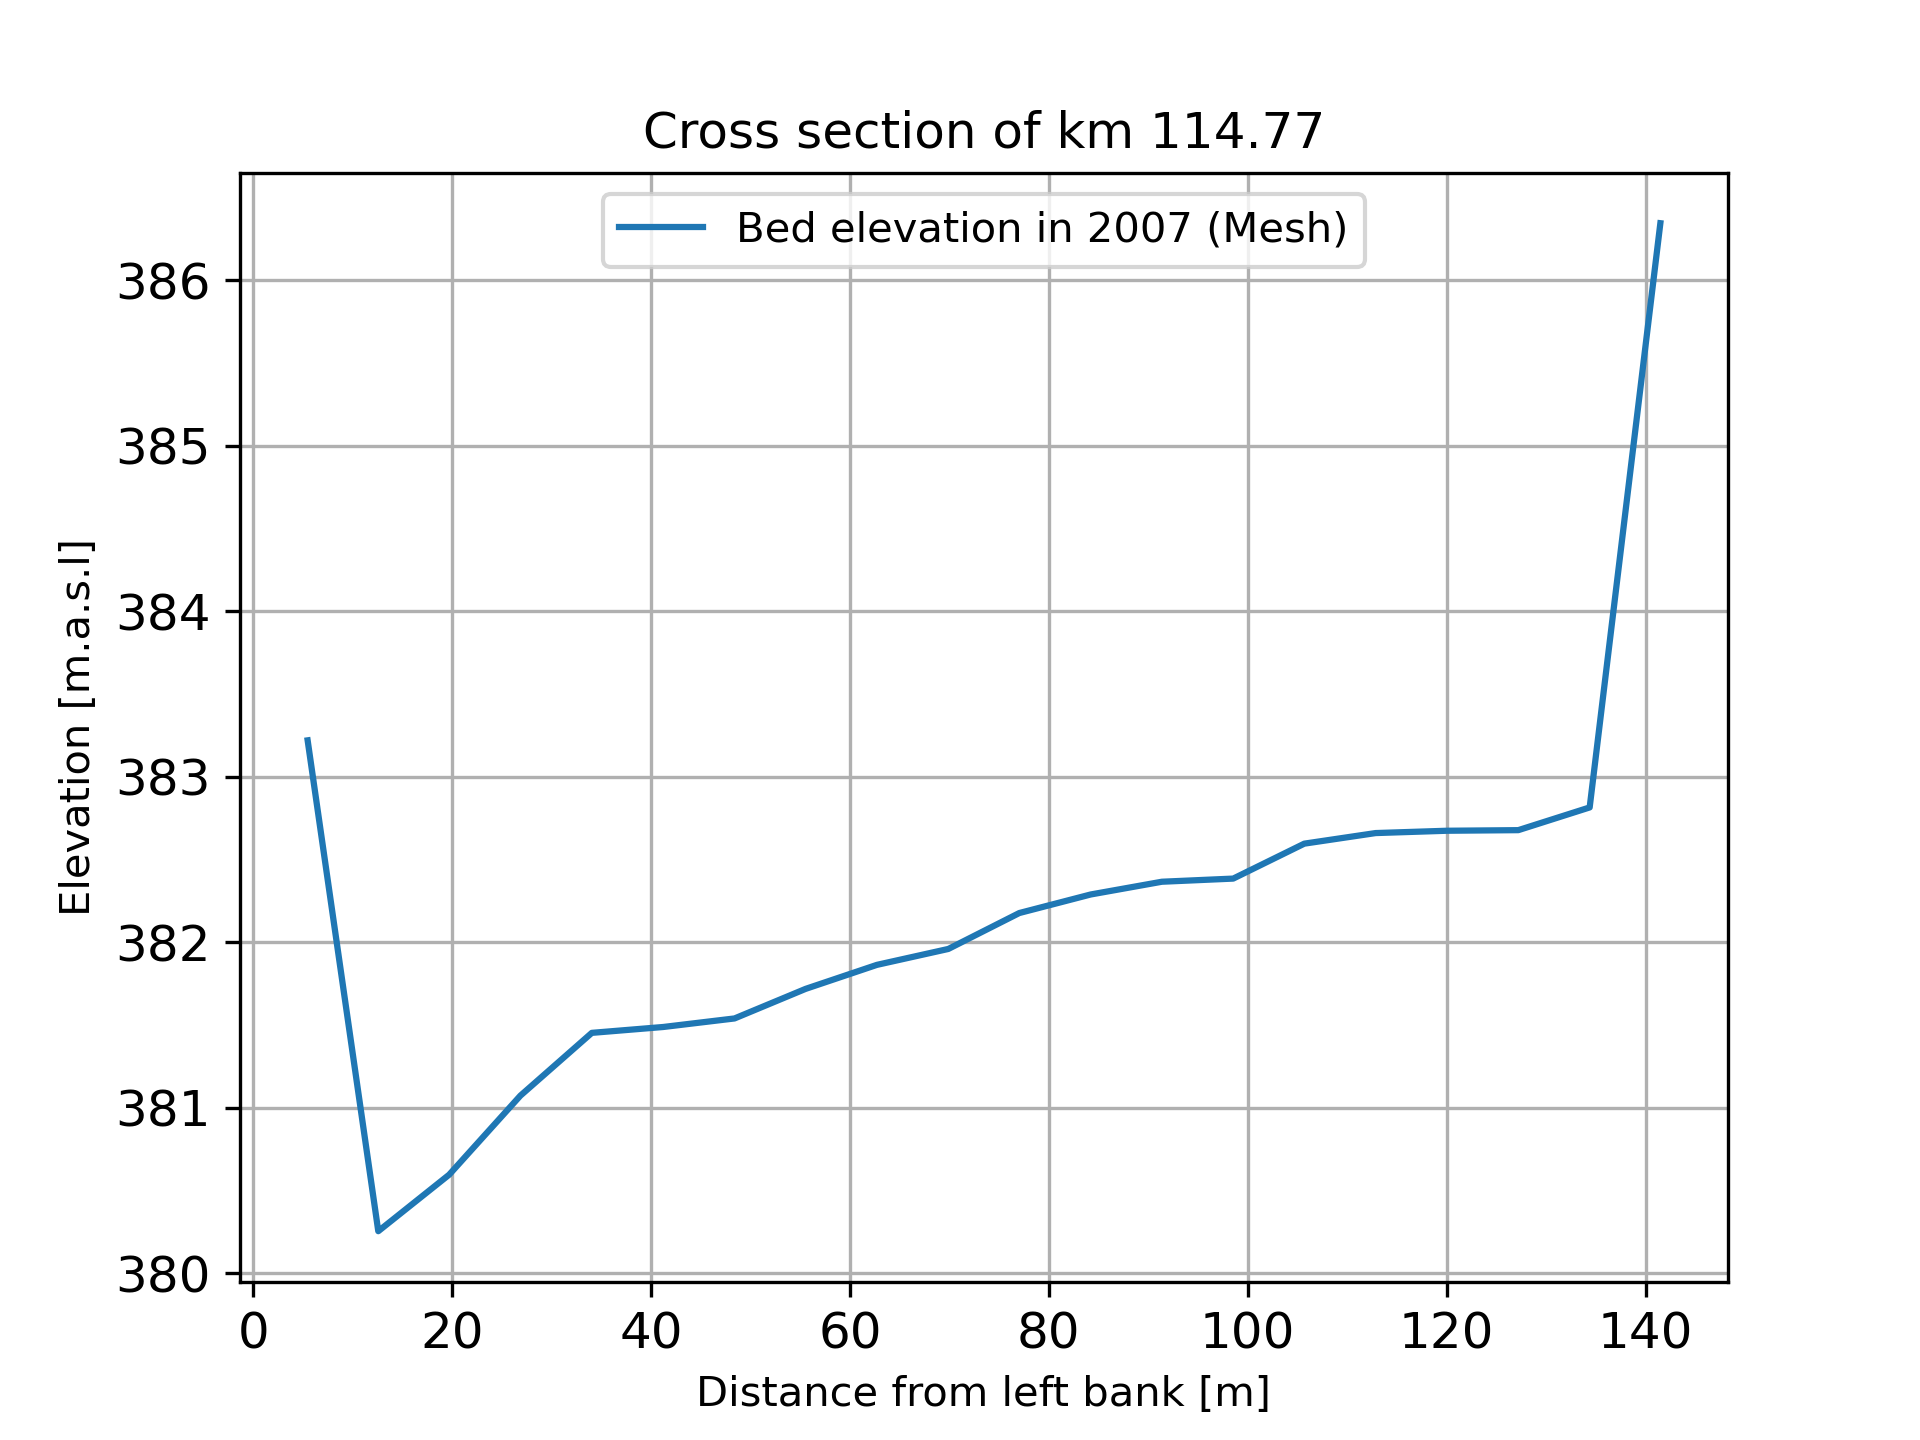 Cross section of km 114.77
Bed elevation in 2007 (Mesh)
Elevation [m.a.s.l]
386
385
384
383
382
381
380
0 20 40 60 80 100 120 140
Distance from left bank [m]